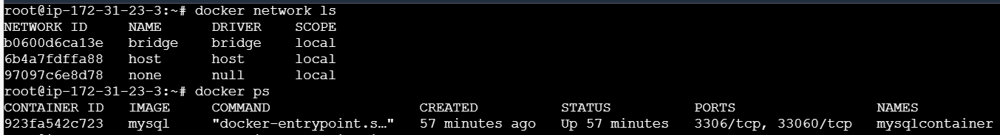 root@ip-172-31-23-3:~# docker network ls
NETWORK ID     NAME      DRIVER    SCOPE
b0600d6ca13e   bridge    bridge    local
6b4a7fdffa88   host      host      local
97097c6e8d78   none      null      local
root@ip-172-31-23-3:~# docker ps
CONTAINER ID   IMAGE     COMMAND                  CREATED          STATUS          PORTS                 NAMES
923fa542c723   mysql     "docker-entrypoint.s…"   57 minutes ago   Up 57 minutes   3306/tcp, 33060/tcp   mysqlcontainer